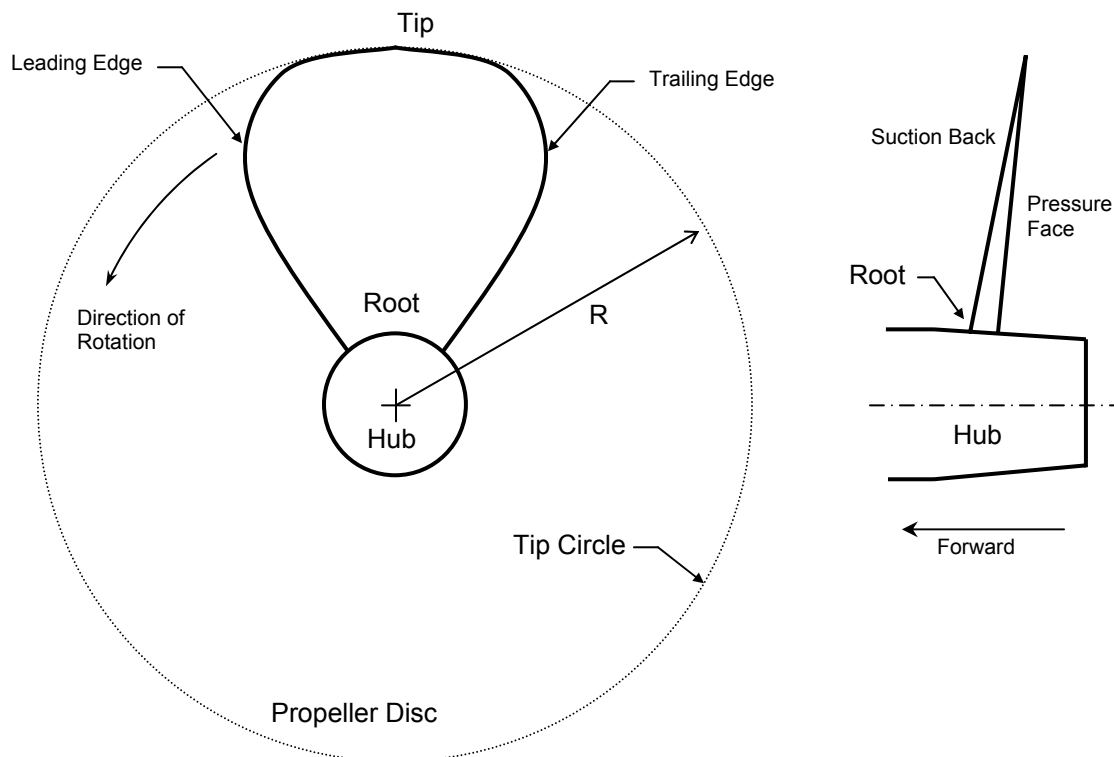 Tip
Leading Edge
Trailing Edge
Direction of
Rotation
Root
R
Hub
Tip Circle
Propeller Disc
Suction Back
Pressure
Face
Root
Hub
Forward